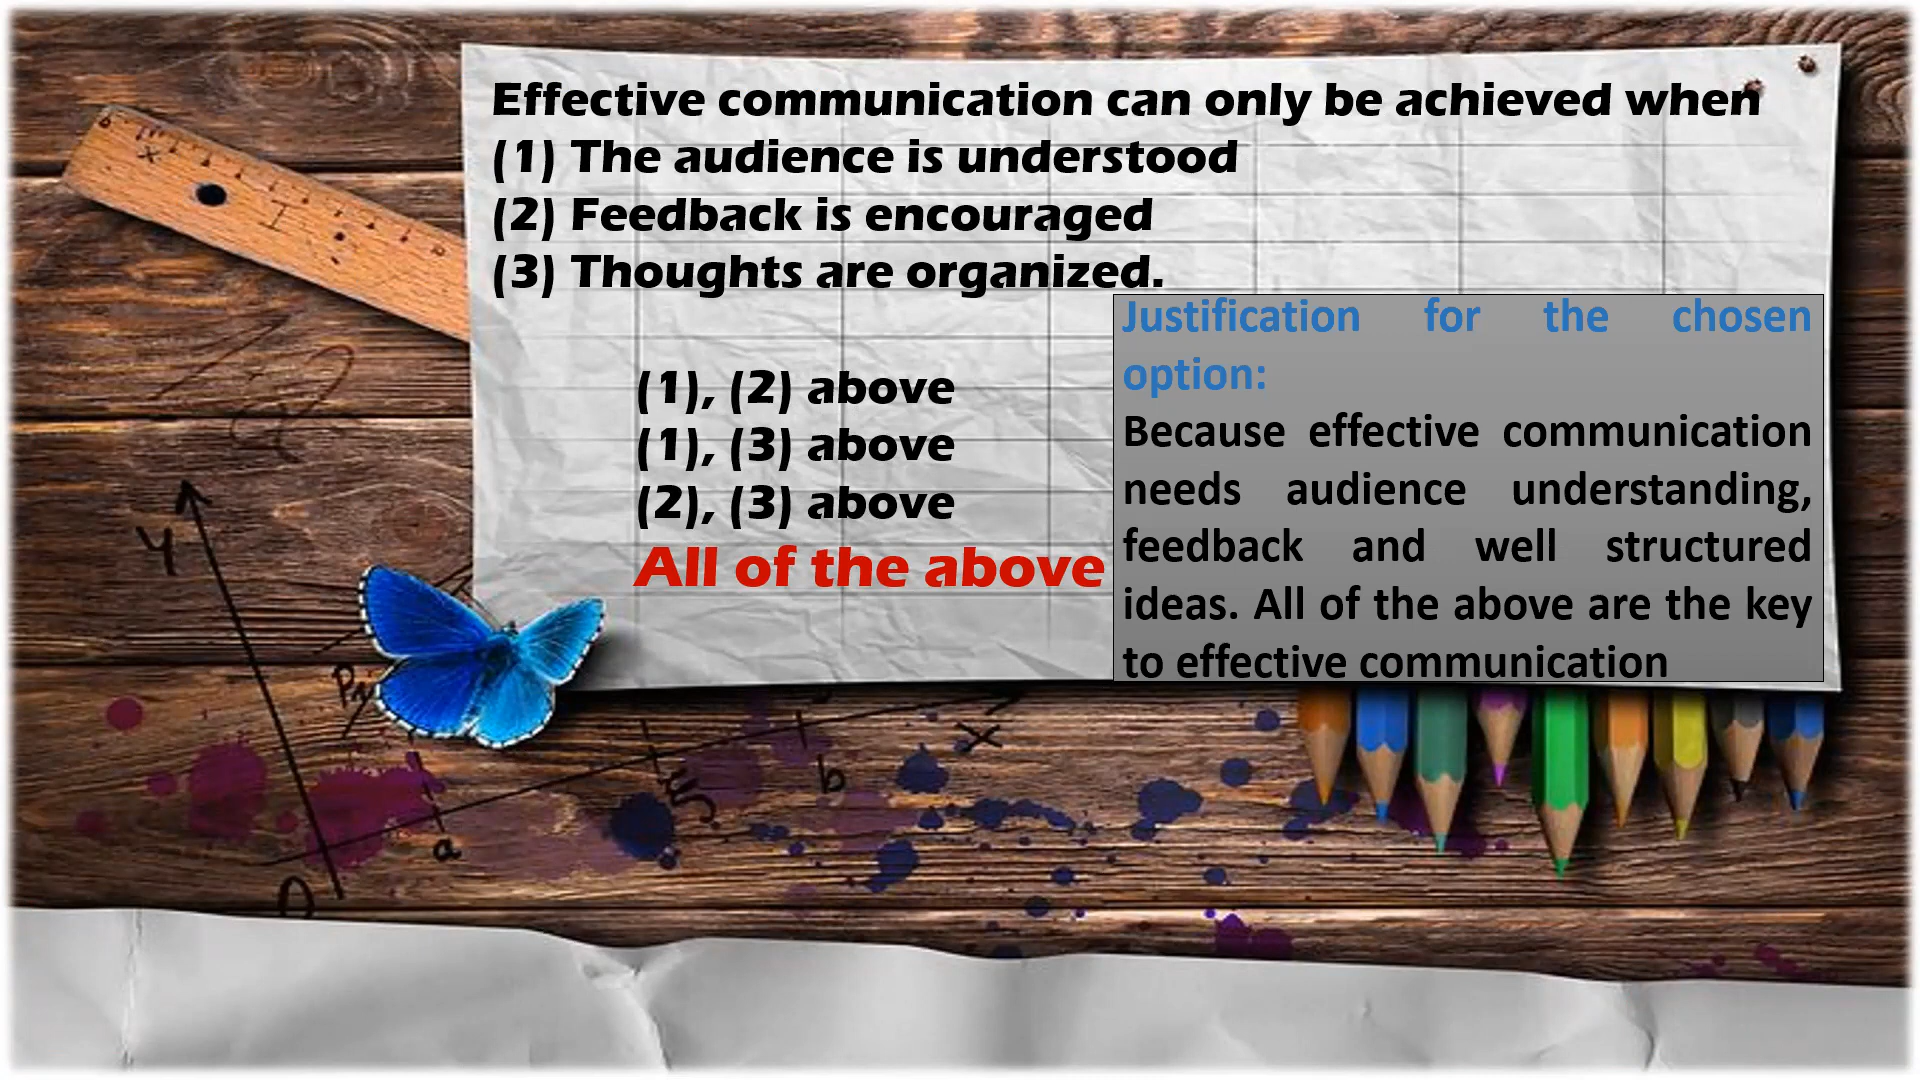 Effective communication can only be achieved when
(1) The audience is understood
(2) Feedback is encouraged
(3) Thoughts are organized.
(1), (2) above
(1), (3) above
(2), (3) above
All of the above
Justification for the chosen
option:
Because effective communication
needs audience understanding,
feedback and well structured
ideas. All of the above are the key
to effective communication
Y
X
a
b
ξ